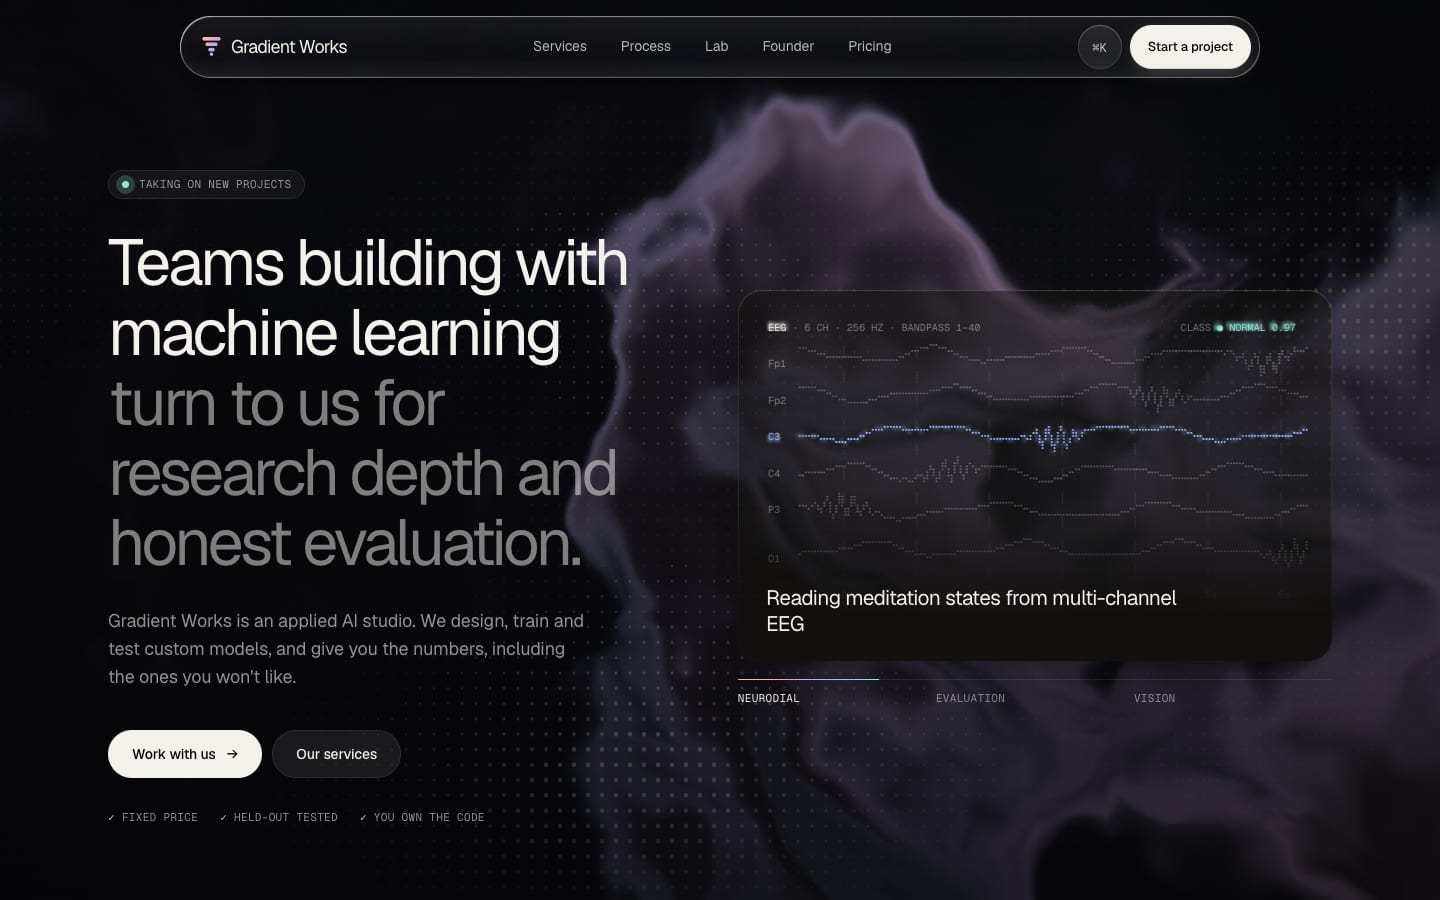 Gradient Works
Services
Process
Lab
Founder
Pricing
⌘K
Start a project
TAKING ON NEW PROJECTS
Teams building with
machine learning
turn to us for
research depth and
honest evaluation.
Gradient Works is an applied AI studio. We design, train and
test custom models, and give you the numbers, including
the ones you won't like.
Work with us →
Our services
✓ FIXED PRICE
✓ HELD-OUT TESTED
✓ YOU OWN THE CODE
EEG · 6 CH · 256 HZ · BANDPASS 1–40
CLASS ● NORMAL 0.97
Fp1
Fp2
C3
C4
P3
O1
Reading meditation states from multi-channel
EEG
NEURODIAL
EVALUATION
VISION